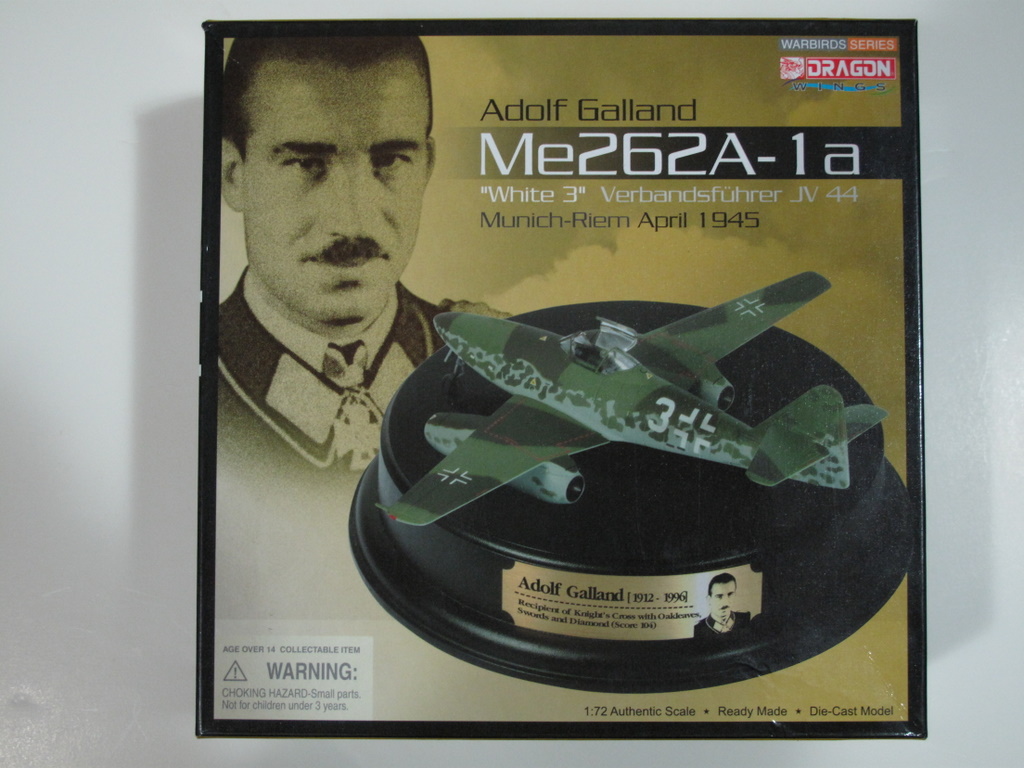 WARBIRDS SERIES
DRAGON
WINGS
Adolf Galland
Me262A-1a
"White 3" Verbandsführer JV 44
Munich-Riem April 1945
3
Adolf Galland [1912 - 1996]
Recipient of Knight's Cross with Oakleaves,
Swords and Diamond (Score 104)
AGE OVER 14 COLLECTABLE ITEM
WARNING:
CHOKING HAZARD-Small parts.
Not for children under 3 years.
1:72 Authentic Scale ★ Ready Made ★ Die-Cast Model